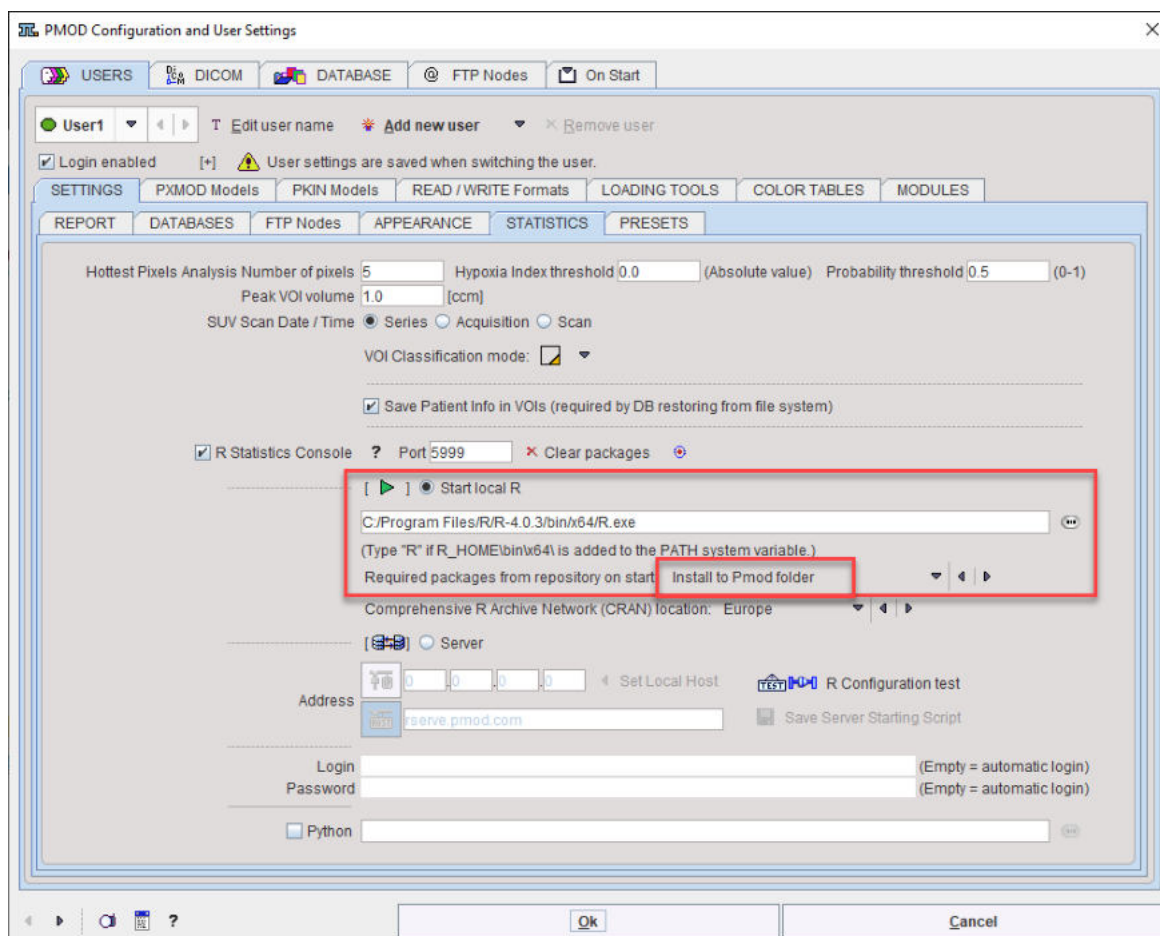 PMOD Configuration and User Settings
USERS DICOM DATABASE @ FTP Nodes On Start
User1 T Edit user name Add new user Remove user
Login enabled [+] User settings are saved when switching the user.
SETTINGS PXMOD Models PKIN Models READ / WRITE Formats LOADING TOOLS COLOR TABLES MODULES
REPORT DATABASES FTP Nodes APPEARANCE STATISTICS PRESETS
Hottest Pixels Analysis Number of pixels 5 Hypoxia Index threshold 0.0 (Absolute value) Probability threshold 0.5 (0-1)
Peak VOI volume 1.0 [ccm]
SUV Scan Date / Time Series Acquisition Scan
VOI Classification mode:
Save Patient Info in VOIs (required by DB restoring from file system)
R Statistics Console ? Port 5999 Clear packages
[ ] Start local R
C:/Program Files/R/R-4.0.3/bin/x64/R.exe
(Type "R" if R_HOME\bin\x64\ is added to the PATH system variable.)
Required packages from repository on start Install to Pmod folder
Comprehensive R Archive Network (CRAN) location: Europe
[ ] Server
Address 0 .0 .0 .0 Set Local Host TEST R Configuration test
rserve.pmod.com Save Server Starting Script
Login (Empty = automatic login)
Password (Empty = automatic login)
Python
? Ok Cancel